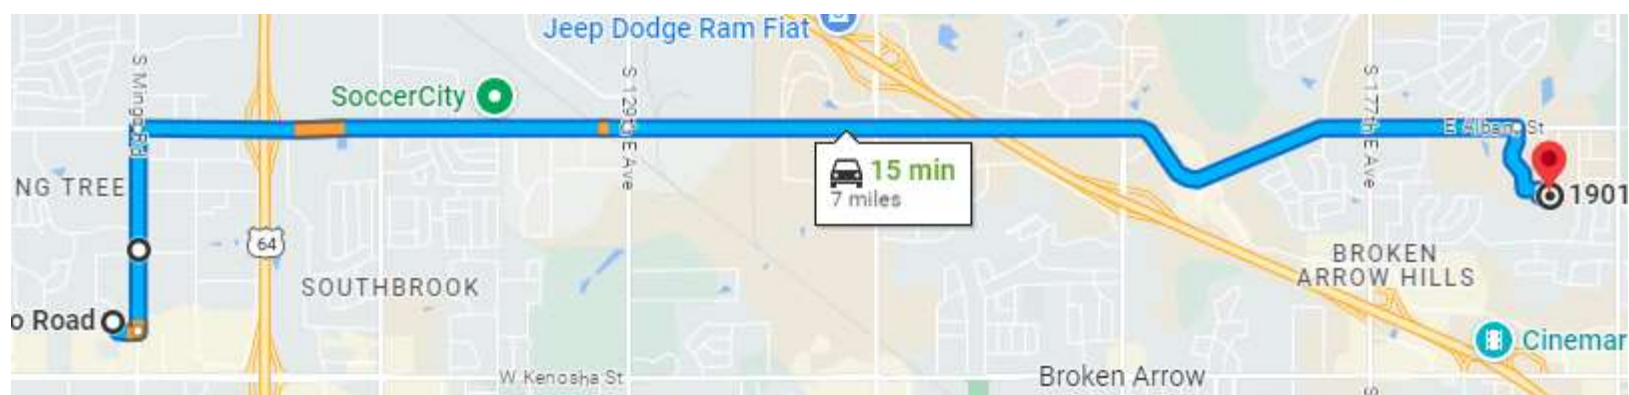 Jeep Dodge Ram Fiat
S Mingo Rd
SoccerCity
S 129th E Ave
S 177th E Ave
E Albany St
15 min
7 miles
NG TREE
1901
64
BROKEN
ARROW HILLS
SOUTHBROOK
o Road
Cinemar
W Kenosha St
Broken Arrow
S